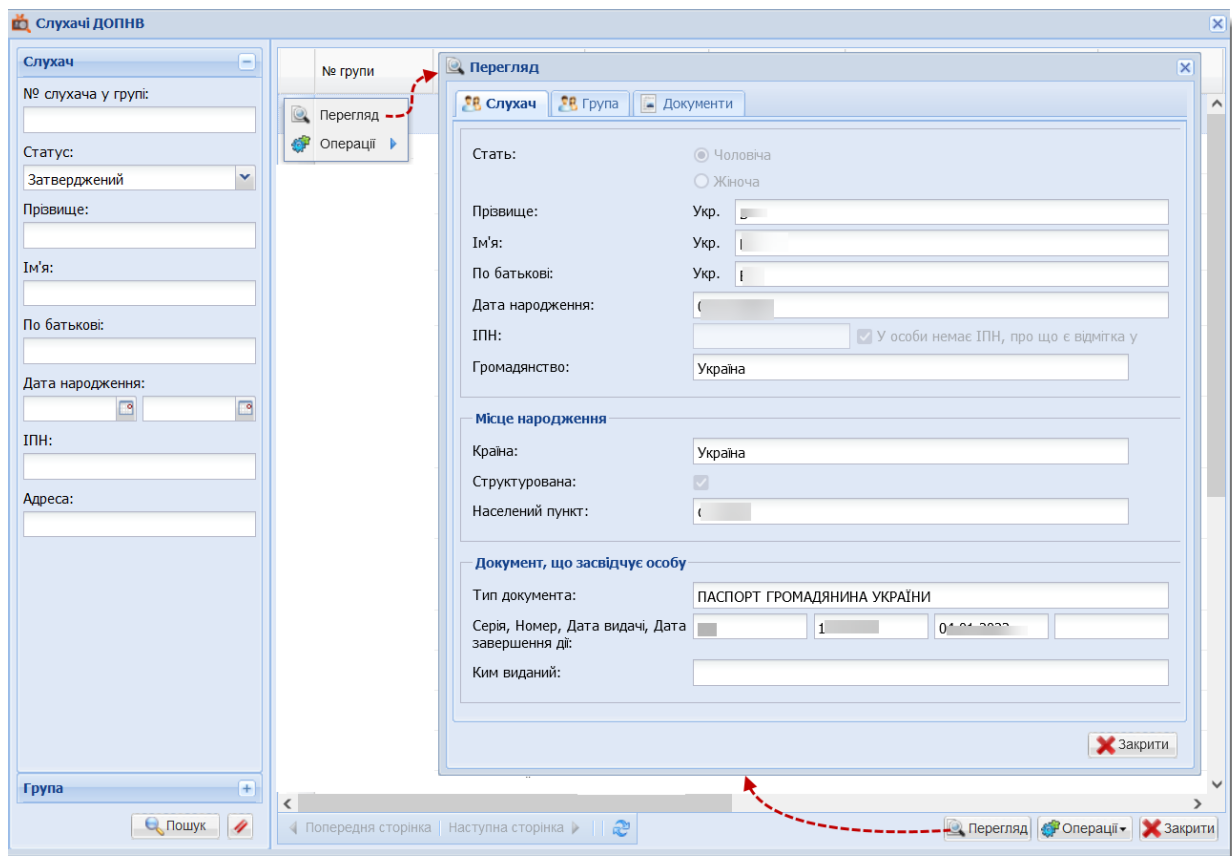 Слухачі ДОПНВ
Слухач
№ слухача у групі:
Статус:
Затверджений
Прізвище:
Ім'я:
По батькові:
Дата народження:
ІПН:
Адреса:
Група
Пошук
№ групи
Перегляд
Операції
Перегляд
Слухач Група Документи
Стать: Чоловіча
Жіноча
Прізвище: Укр.
Ім'я: Укр.
По батькові: Укр.
Дата народження:
ІПН: У особи немає ІПН, про що є відмітка у
Громадянство: Україна
Місце народження
Країна: Україна
Структурована:
Населений пункт:
Документ, що засвідчує особу
Тип документа: ПАСПОРТ ГРОМАДЯНИНА УКРАЇНИ
Серія, Номер, Дата видачі, Дата
завершення дії:
Ким виданий:
Закрити
Попередня сторінка Наступна сторінка Перегляд Операції Закрити